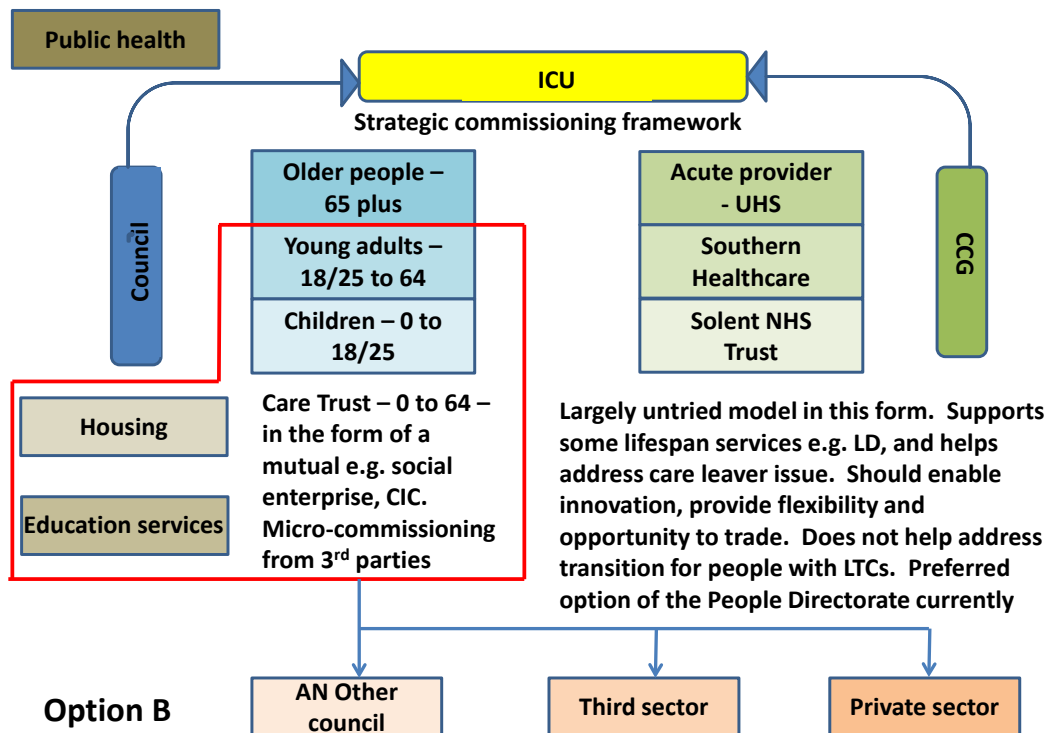 Public health
ICU
Strategic commissioning framework
Council
Older people –
65 plus
Young adults –
18/25 to 64
Children – 0 to
18/25
Acute provider
- UHS
Southern
Healthcare
Solent NHS
Trust
CCG
Housing
Education services
Care Trust – 0 to 64 –
in the form of a
mutual e.g. social
enterprise, CIC.
Micro-commissioning
from 3rd parties
Largely untried model in this form.  Supports
some lifespan services e.g. LD, and helps
address care leaver issue.  Should enable
innovation, provide flexibility and
opportunity to trade.  Does not help address
transition for people with LTCs.  Preferred
option of the People Directorate currently
Option B
AN Other
council
Third sector
Private sector